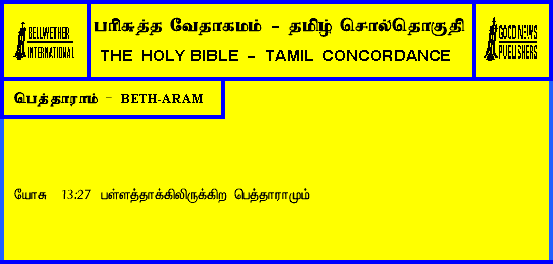 BELLWETHER
INTERNATIONAL
பரிசுத்த வேதாகமம் - தமிழ் சொல்தொகுதி
THE HOLY BIBLE - TAMIL CONCORDANCE
GOOD NEWS
PUBLISHERS
பெத்தாராம் - BETH-ARAM
யோசு 13:27 பள்ளத்தாக்கிலிருக்கிற பெத்தாராமும்